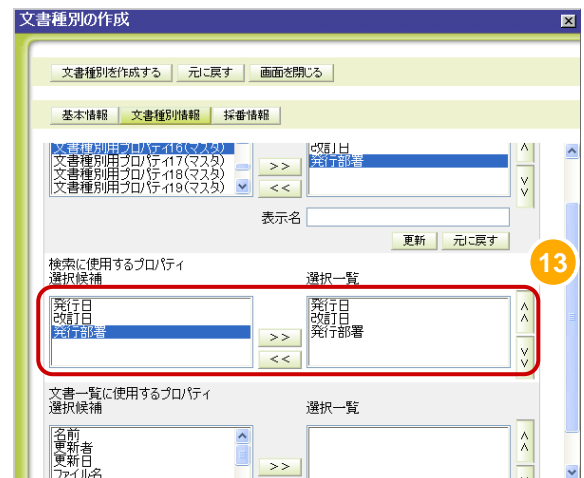 文書種別の作成
文書種別を作成する 元に戻す 画面を閉じる
基本情報 文書種別情報 採番情報
文書種別用プロパティ16(マスタ)
文書種別用プロパティ17(マスタ)
文書種別用プロパティ18(マスタ)
文書種別用プロパティ19(マスタ)
>>
<<
改訂日
発行部署
表示名
更新 元に戻す
13
検索に使用するプロパティ
選択候補 選択一覧
発行日
改訂日
発行部署
>>
<<
発行日
改訂日
発行部署
文書一覧に使用するプロパティ
選択候補 選択一覧
名前
更新者
更新日
ファイル名
>>